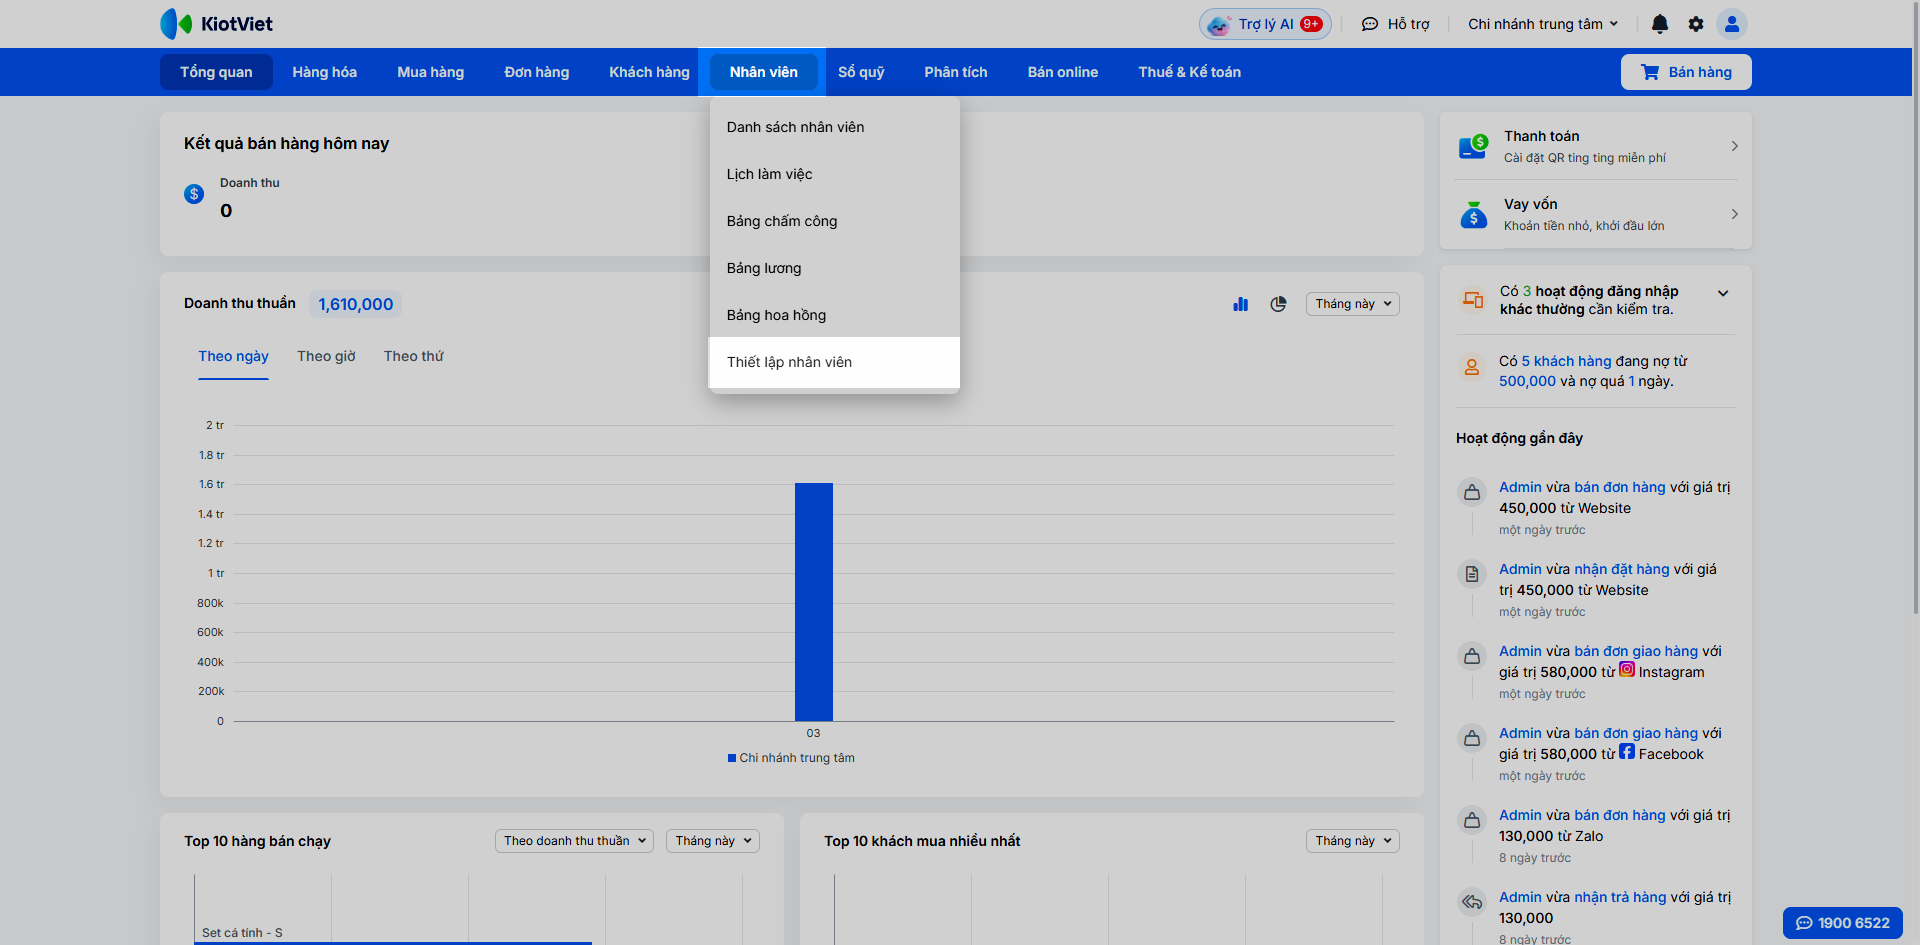 KiotViet
Trợ lý AI 9+
Hỗ trợ
Chi nhánh trung tâm
Tổng quan
Hàng hóa
Mua hàng
Đơn hàng
Khách hàng
Nhân viên
Sổ quỹ
Phân tích
Bán online
Thuế & Kế toán
Bán hàng
Danh sách nhân viên
Lịch làm việc
Bảng chấm công
Bảng lương
Bảng hoa hồng
Thiết lập nhân viên
Kết quả bán hàng hôm nay
Doanh thu
0
Doanh thu thuần 1,610,000
Tháng này
Theo ngày
Theo giờ
Theo thứ
2 tr
1.8 tr
1.6 tr
1.4 tr
1.2 tr
1 tr
800k
600k
400k
200k
0
03
Chi nhánh trung tâm
Top 10 hàng bán chạy
Theo doanh thu thuần
Tháng này
Set cá tính - S
Top 10 khách mua nhiều nhất
Tháng này
Thanh toán
Cài đặt QR ting ting miễn phí
Vay vốn
Khoản tiền nhỏ, khởi đầu lớn
Có 3 hoạt động đăng nhập
khác thường cần kiểm tra.
Có 5 khách hàng đang nợ từ
500,000 và nợ quá 1 ngày.
Hoạt động gần đây
Admin vừa bán đơn hàng với giá trị
450,000 từ Website
một ngày trước
Admin vừa nhận đặt hàng với giá
trị 450,000 từ Website
một ngày trước
Admin vừa bán đơn giao hàng với
giá trị 580,000 từ Instagram
một ngày trước
Admin vừa bán đơn giao hàng với
giá trị 580,000 từ Facebook
một ngày trước
Admin vừa bán đơn hàng với giá trị
130,000 từ Zalo
8 ngày trước
Admin vừa nhận trả hàng với giá trị
130,000
8 ngày trước
1900 6522